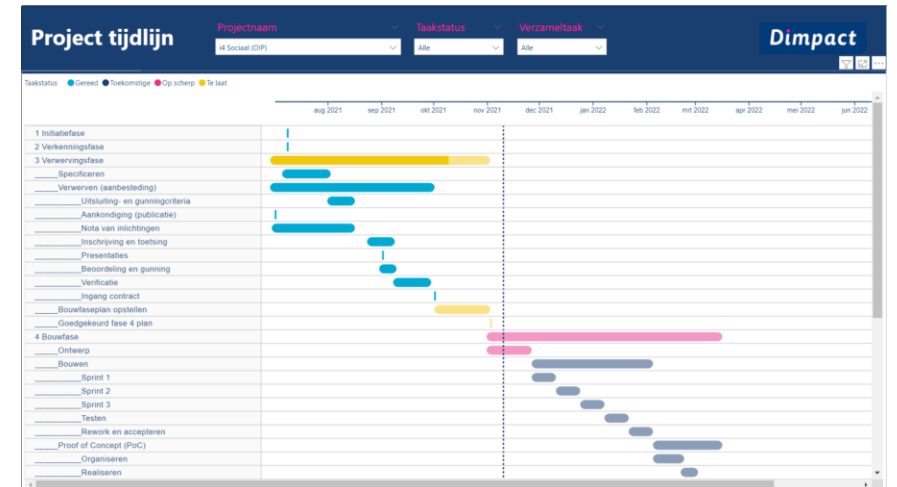 Project tijdlijn
Projectnaam
i4 Sociaal (OIP)
Taakstatus
Alle
Verzameltaak
Alle
Dimpact
Taakstatus Gereed Toekomstige Op scherp Te laat
aug 2021 sep 2021 okt 2021 nov 2021 dec 2021 jan 2022 feb 2022 mrt 2022 apr 2022 mei 2022 jun 2022
1 Initiatiefase
2 Verkenningsfase
3 Verwervingsfase
_____Specificeren
_____Verwerven (aanbesteding)
__________Uitsluiting- en gunningcriteria
__________Aankondiging (publicatie)
__________Nota van inlichtingen
__________Inschrijving en toetsing
__________Presentaties
__________Beoordeling en gunning
__________Verificatie
__________Ingang contract
_____Bouwfaseplan opstellen
_____Goedgekeurd fase 4 plan
4 Bouwfase
_____Ontwerp
_____Bouwen
__________Sprint 1
__________Sprint 2
__________Sprint 3
__________Testen
__________Rework en accepteren
_____Proof of Concept (PoC)
__________Organiseren
__________Realiseren